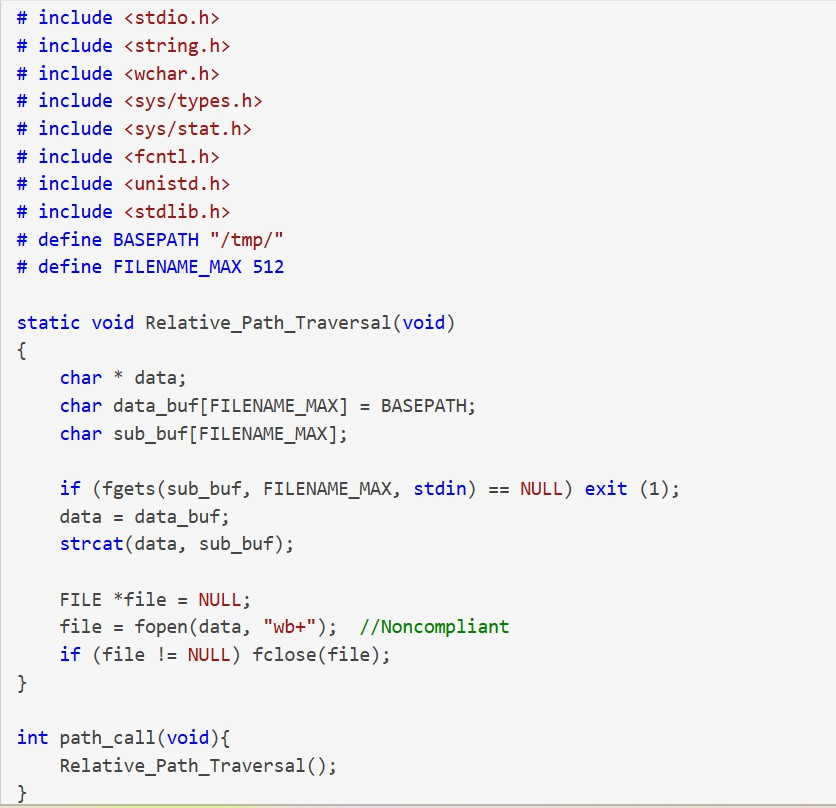 # include <stdio.h>
# include <string.h>
# include <wchar.h>
# include <sys/types.h>
# include <sys/stat.h>
# include <fcntl.h>
# include <unistd.h>
# include <stdlib.h>
# define BASEPATH "/tmp/"
# define FILENAME_MAX 512

static void Relative_Path_Traversal(void)
{
    char * data;
    char data_buf[FILENAME_MAX] = BASEPATH;
    char sub_buf[FILENAME_MAX];

    if (fgets(sub_buf, FILENAME_MAX, stdin) == NULL) exit (1);
    data = data_buf;
    strcat(data, sub_buf);

    FILE *file = NULL;
    file = fopen(data, "wb+");  //Noncompliant
    if (file != NULL) fclose(file);
}

int path_call(void){
    Relative_Path_Traversal();
}